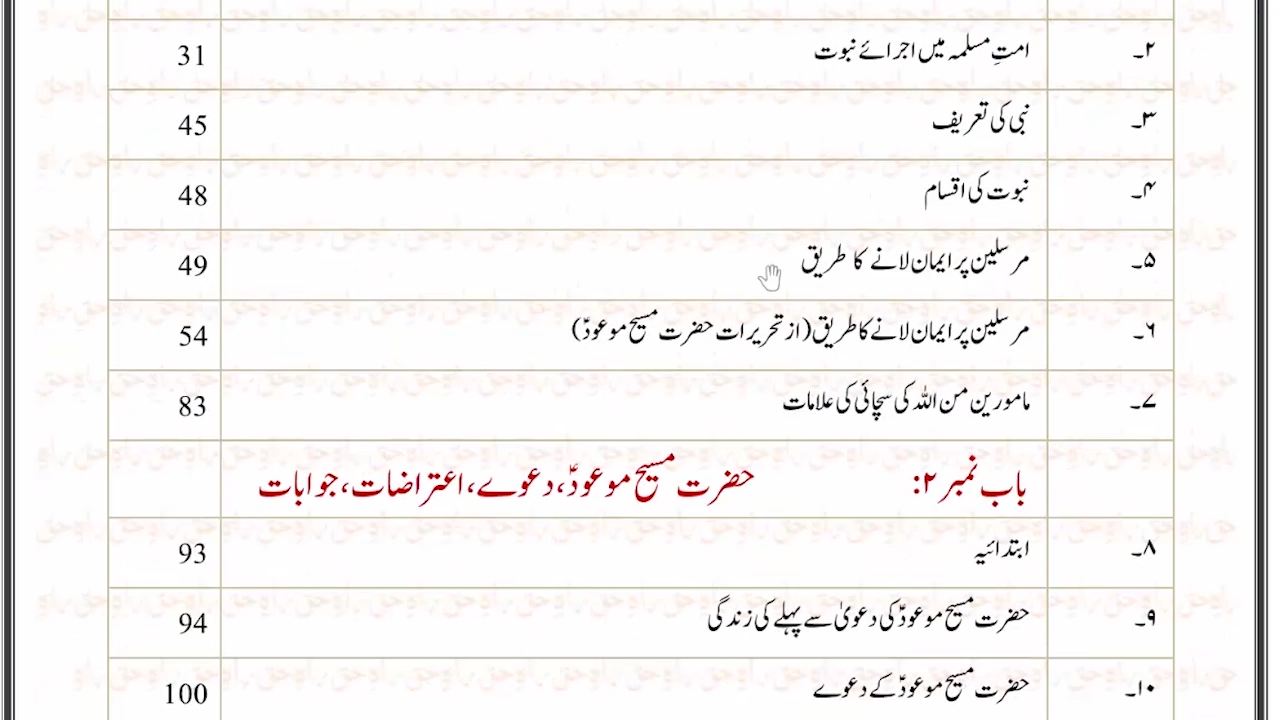 ۲۔ امتِ مسلمہ میں اجرائے نبوت 31
۳۔ نبی کی تعریف 45
۴۔ نبوت کی اقسام 48
۵۔ مرسلین پر ایمان لانے کا طریق 49
۶۔ مرسلین پر ایمان لانے کا طریق (از تحریرات حضرت مسیح موعودؑ) 54
۷۔ مامورین من اللہ کی سچائی کی علامات 83
باب نمبر ۲: حضرت مسیح موعودؑ، دعوے، اعتراضات، جوابات
۸۔ ابتدائیہ 93
۹۔ حضرت مسیح موعودؑ کی دعویٰ سے پہلے کی زندگی 94
۱۰۔ حضرت مسیح موعودؑ کے دعوے 100